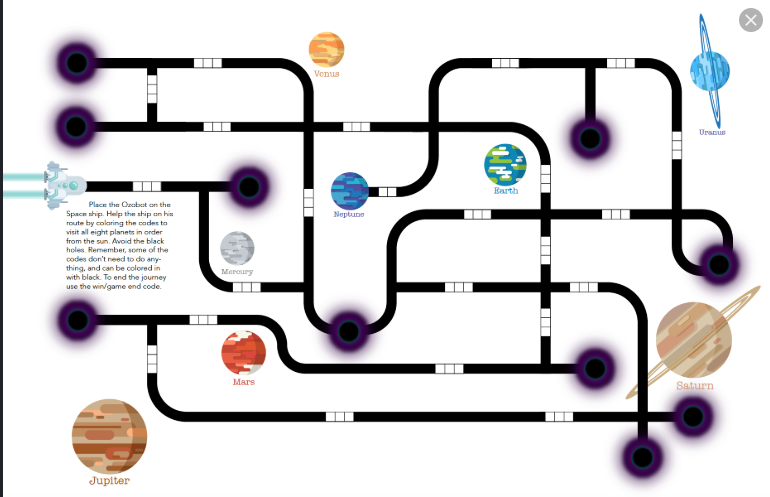 Venus
Uranus
Earth
Neptune
Place the Ozobot on the
Space ship. Help the ship on his
route by coloring the codes to
visit all eight planets in order
from the sun. Avoid the black
holes. Remember, some of the
codes don't need to do any-
thing, and can be colored in
with black. To end the journey
use the win/game end code.
Mercury
Mars
Saturn
Jupiter